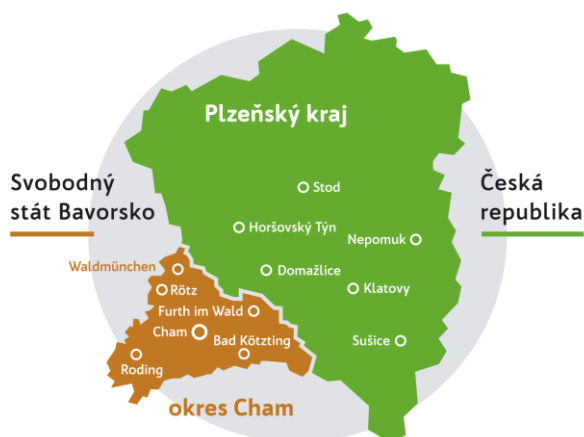 Plzeňský kraj
Svobodný
stát Bavorsko
Česká
republika
Stod
Horšovský Týn
Nepomuk
Waldmünchen
Domažlice
Rötz
Klatovy
Furth im Wald
Cham
Bad Kötzting
Sušice
Roding
okres Cham